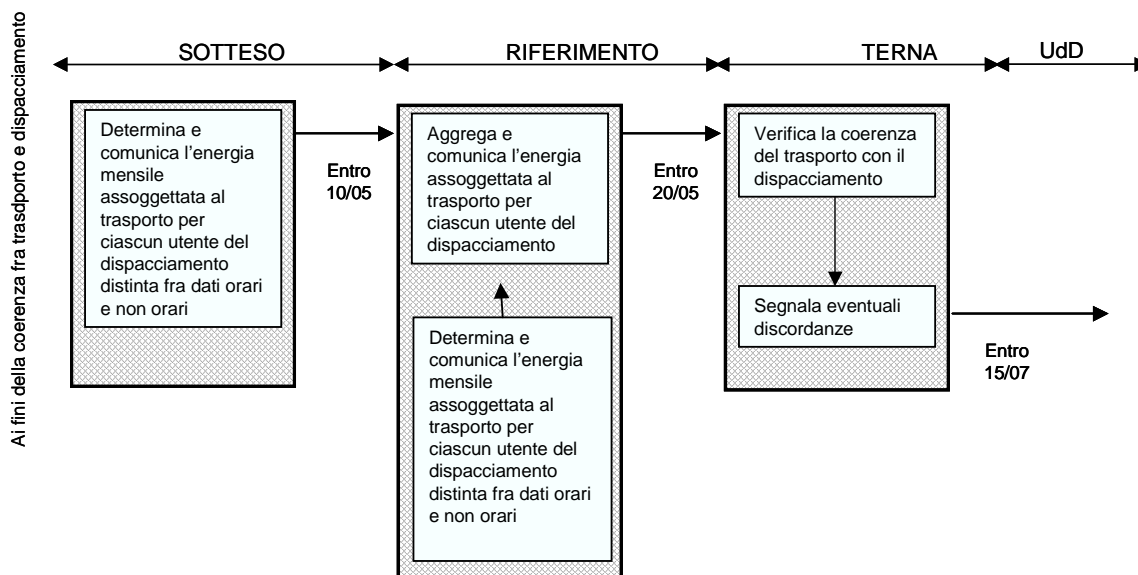 SOTTESO
RIFERIMENTO
TERNA
UdD
Ai fini della coerenza fra trasdporto e dispacciamento
Determina e
comunica l'energia
mensile
assoggettata al
trasporto per
ciascun utente del
dispacciamento
distinta fra dati orari
e non orari
Entro
10/05
Aggrega e
comunica l'energia
assoggettata al
trasporto per
ciascun utente del
dispacciamento
Determina e
comunica l'energia
mensile
assoggettata al
trasporto per
ciascun utente del
dispacciamento
distinta fra dati orari
e non orari
Entro
20/05
Verifica la coerenza
del trasporto con il
dispacciamento
Segnala eventuali
discordanze
Entro
15/07